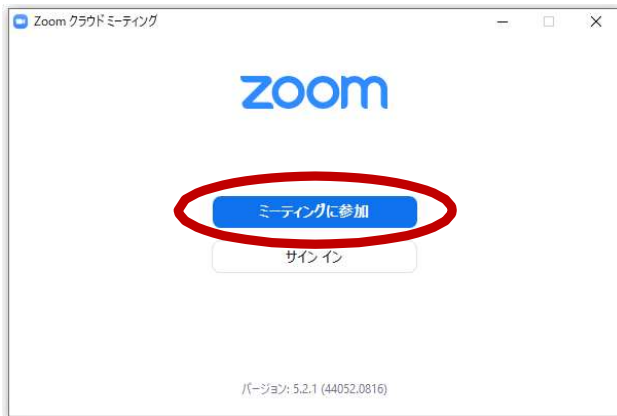 Zoom クラウド ミーティング
zoom
ミーティングに参加
サイン イン
バージョン: 5.2.1 (44052.0816)